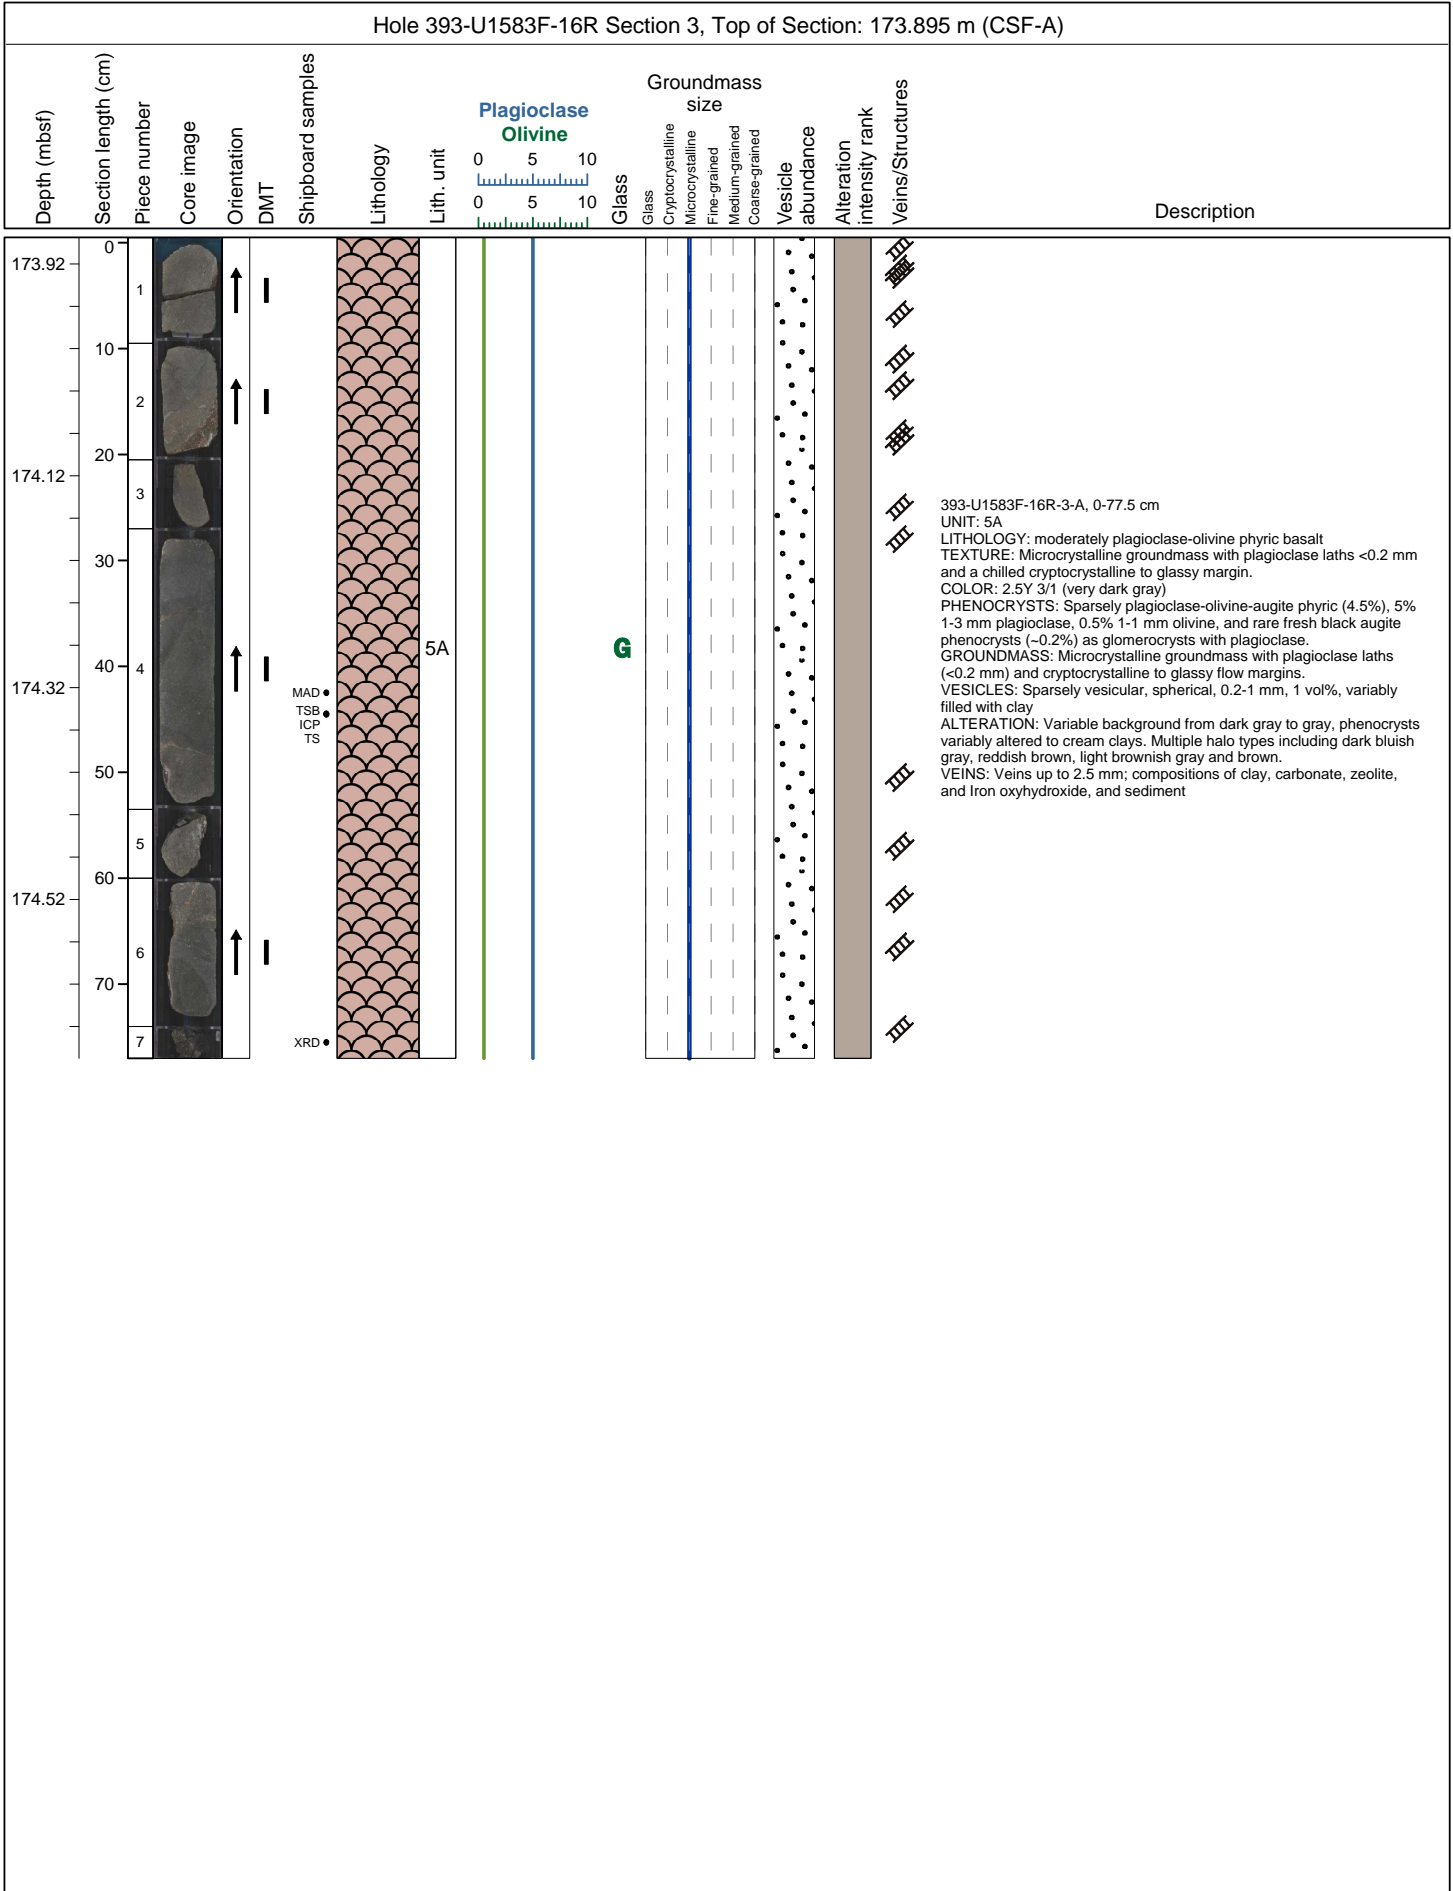 Hole 393-U1583F-16R Section 3, Top of Section: 173.895 m (CSF-A)
Depth (mbsf)
Section length (cm)
Piece number
Core image
Orientation
DMT
Shipboard samples
Lithology
Lith. unit
Plagioclase
Olivine
0 5 10
0 5 10
Glass
Groundmass
size
Glass
Cryptocrystalline
Microcrystalline
Fine-grained
Medium-grained
Coarse-grained
Vesicle
abundance
Alteration
intensity rank
Veins/Structures
Description
173.92
174.12
174.32
174.52
0
10
20
30
40
50
60
70
1
2
3
4
5
6
7
MAD
TSB
ICP
TS
XRD
5A
G
393-U1583F-16R-3-A, 0-77.5 cm
UNIT: 5A
LITHOLOGY: moderately plagioclase-olivine phyric basalt
TEXTURE: Microcrystalline groundmass with plagioclase laths <0.2 mm
and a chilled cryptocrystalline to glassy margin.
COLOR: 2.5Y 3/1 (very dark gray)
PHENOCRYSTS: Sparsely plagioclase-olivine-augite phyric (4.5%), 5%
1-3 mm plagioclase, 0.5% 1-1 mm olivine, and rare fresh black augite
phenocrysts (~0.2%) as glomerocrysts with plagioclase.
GROUNDMASS: Microcrystalline groundmass with plagioclase laths
(<0.2 mm) and cryptocrystalline to glassy flow margins.
VESICLES: Sparsely vesicular, spherical, 0.2-1 mm, 1 vol%, variably
filled with clay
ALTERATION: Variable background from dark gray to gray, phenocrysts
variably altered to cream clays. Multiple halo types including dark bluish
gray, reddish brown, light brownish gray and brown.
VEINS: Veins up to 2.5 mm; compositions of clay, carbonate, zeolite,
and Iron oxyhydroxide, and sediment